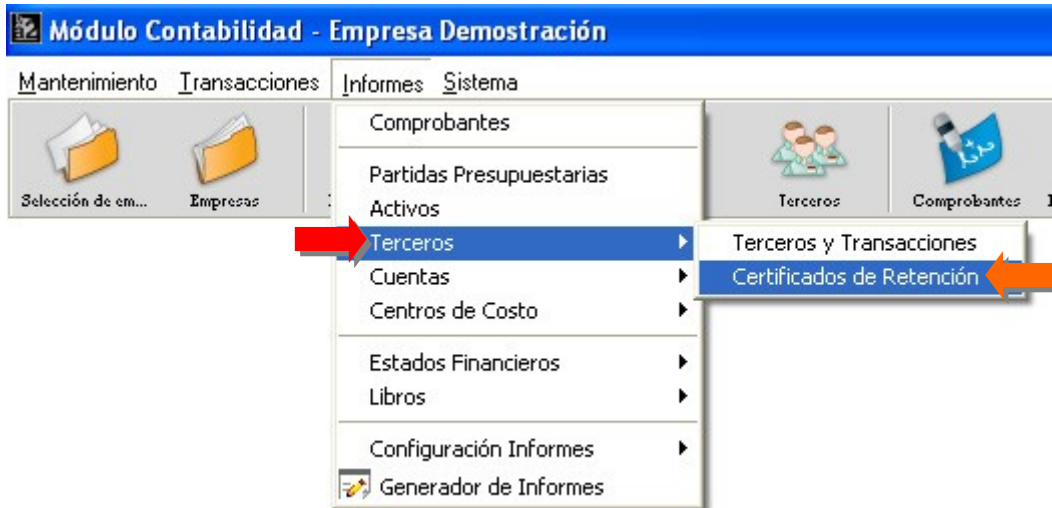 Módulo Contabilidad - Empresa Demostración
Mantenimiento Transacciones Informes Sistema
Selección de em... Empresas Terceros Comprobantes
Comprobantes
Partidas Presupuestarias
Activos
Terceros
Terceros y Transacciones
Certificados de Retención
Cuentas
Centros de Costo
Estados Financieros
Libros
Configuración Informes
Generador de Informes